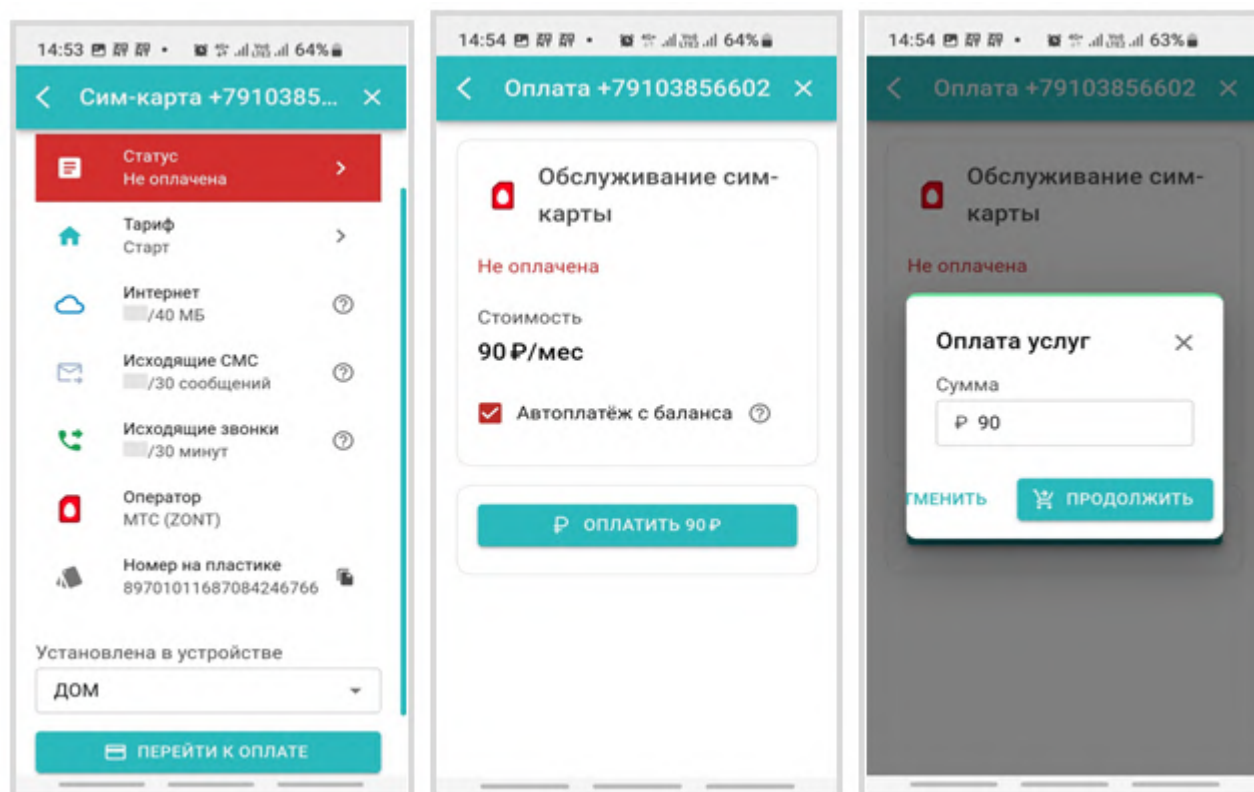 14:53
64%
Сим-карта +7910385...
Статус
Не оплачена
Тариф
Старт
Интернет
/40 МБ
Исходящие СМС
/30 сообщений
Исходящие звонки
/30 минут
Оператор
МТС (ZONT)
Номер на пластике
89701011687084246766
Установлена в устройстве
ДОМ
ПЕРЕЙТИ К ОПЛАТЕ
14:54
64%
Оплата +79103856602
Обслуживание сим-
карты
Не оплачена
Стоимость
90 ₽/мес
Автоплатёж с баланса
₽ ОПЛАТИТЬ 90 ₽
14:54
63%
Оплата +79103856602
Обслуживание сим-
карты
Не оплачена
Оплата услуг
Сумма
₽ 90
ТМЕНИТЬ
ПРОДОЛЖИТЬ